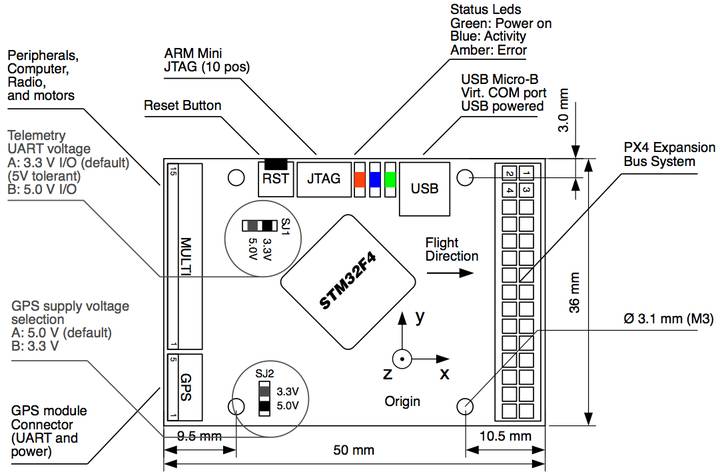 Status Leds
Green: Power on
Blue: Activity
Amber: Error
Peripherals,
Computer,
Radio,
and motors
ARM Mini
JTAG (10 pos)
USB Micro-B
Virt. COM port
USB powered
Reset Button
3.0 mm
Telemetry
UART voltage
A: 3.3 V I/O (default)
(5V tolerant)
B: 5.0 V I/O
PX4 Expansion
Bus System
15
RST
JTAG
USB
2
1
4
3
MULTI
SJ1
3.3V
5.0V
STM32F4
Flight
Direction
36 mm
GPS supply voltage
selection
A: 5.0 V (default)
B: 3.3 V
1
y
Ø 3.1 mm (M3)
5
GPS
1
SJ2
3.3V
5.0V
z
x
Origin
GPS module
Connector
(UART and
power)
9.5 mm
10.5 mm
50 mm